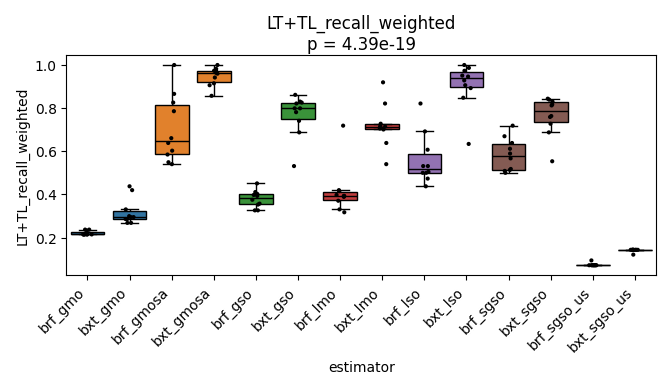 LT+TL_recall_weighted
p = 4.39e-19
LT+TL_recall_weighted
1.0
0.8
0.6
0.4
0.2
brf_gmo
bxt_gmo
brf_gmosa
bxt_gmosa
brf_gso
bxt_gso
brf_lmo
bxt_lmo
brf_lso
bxt_lso
brf_sgso
bxt_sgso
brf_sgso_us
bxt_sgso_us
estimator